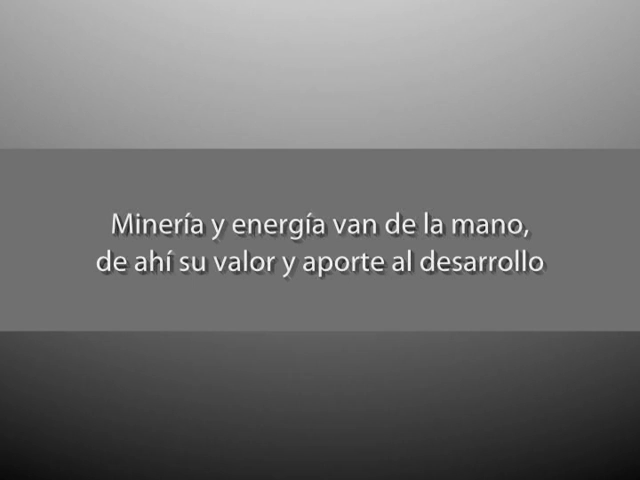 Minería y energía van de la mano,
de ahí su valor y aporte al desarrollo